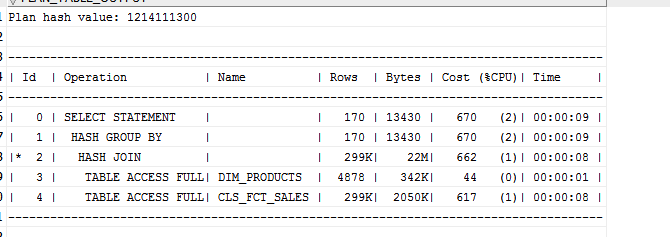 PLAN_TABLE_OUTPUT
Plan hash value: 1214111300
---------------------------------------------------------------------------------------
| Id  | Operation            | Name          | Rows  | Bytes | Cost (%CPU)| Time     |
---------------------------------------------------------------------------------------
|   0 | SELECT STATEMENT     |               |   170 | 13430 |   670   (2)| 00:00:09 |
|   1 |  HASH GROUP BY       |               |   170 | 13430 |   670   (2)| 00:00:09 |
|*  2 |   HASH JOIN          |               |   299K|    22M|   662   (1)| 00:00:08 |
|   3 |    TABLE ACCESS FULL| DIM_PRODUCTS  |  4878 |   342K|    44   (0)| 00:00:01 |
|   4 |    TABLE ACCESS FULL| CLS_FCT_SALES |   299K|  2050K|   617   (1)| 00:00:08 |
---------------------------------------------------------------------------------------